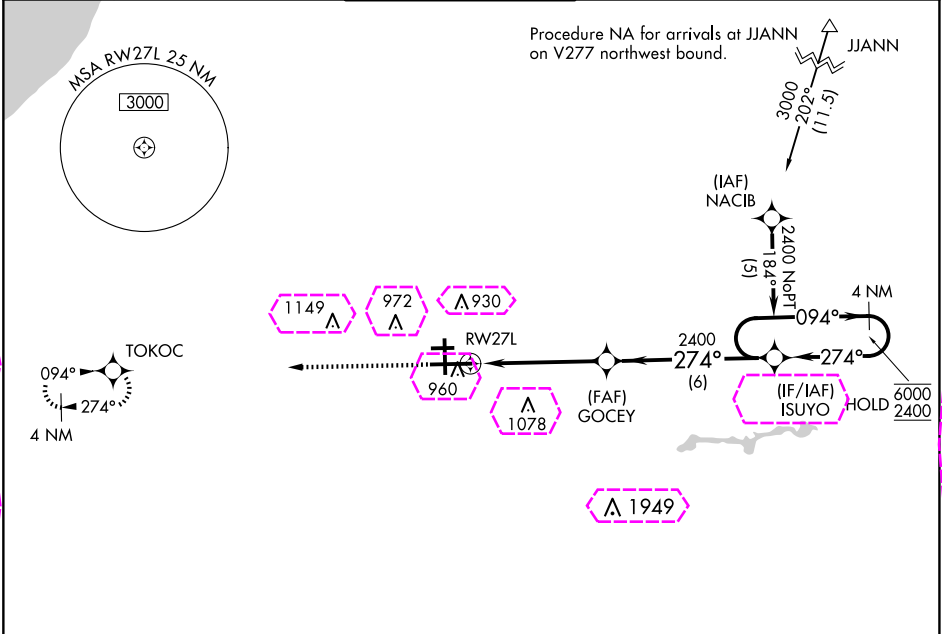 Procedure NA for arrivals at JJANN
on V277 northwest bound.
JJANN
MSA RW27L 25 NM
3000
3000
202°
(11.5)
(IAF)
NACIB
2400 NoPT
184°
(5)
4 NM
094°
1149
972
930
RW27L
2400
274°
(6)
274°
TOKOC
094°
274°
4 NM
960
1078
(FAF)
GOCEY
(IF/IAF)
ISUYO
HOLD
6000
2400
1949